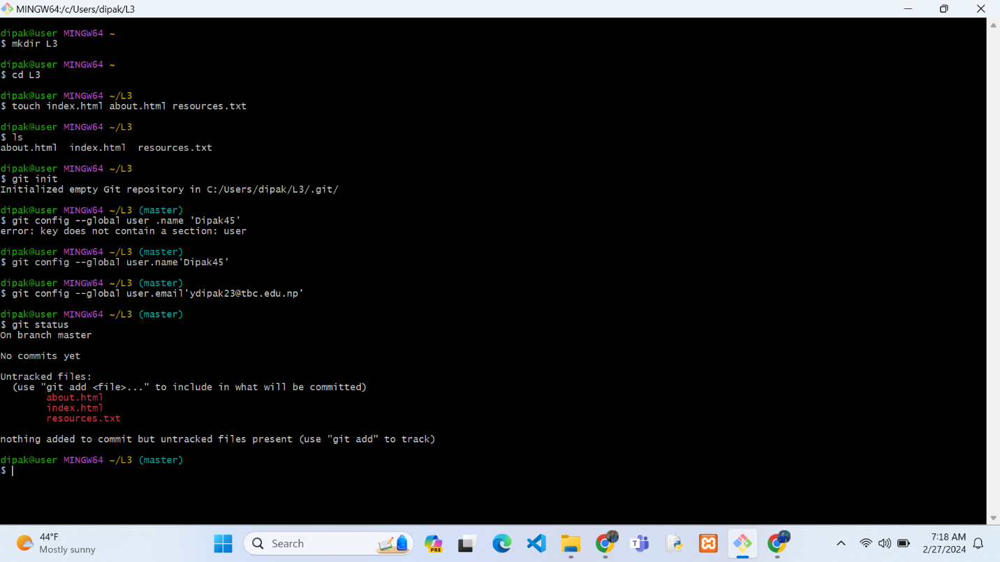 MINGW64:/c/Users/dipak/L3
dipak@user MINGW64 ~
$ mkdir L3
dipak@user MINGW64 ~
$ cd L3
dipak@user MINGW64 ~/L3
$ touch index.html about.html resources.txt
dipak@user MINGW64 ~/L3
$ ls
about.html  index.html  resources.txt
dipak@user MINGW64 ~/L3
$ git init
Initialized empty Git repository in C:/Users/dipak/L3/.git/
dipak@user MINGW64 ~/L3 (master)
$ git config --global user .name 'Dipak45'
error: key does not contain a section: user
dipak@user MINGW64 ~/L3 (master)
$ git config --global user.name'Dipak45'
dipak@user MINGW64 ~/L3 (master)
$ git config --global user.email'ydipak23@tbc.edu.np'
dipak@user MINGW64 ~/L3 (master)
$ git status
On branch master
No commits yet
Untracked files:
  (use "git add <file>..." to include in what will be committed)
        about.html
        index.html
        resources.txt
nothing added to commit but untracked files present (use "git add" to track)
dipak@user MINGW64 ~/L3 (master)
$
44°F
Mostly sunny
Search
PRE
7:18 AM
2/27/2024